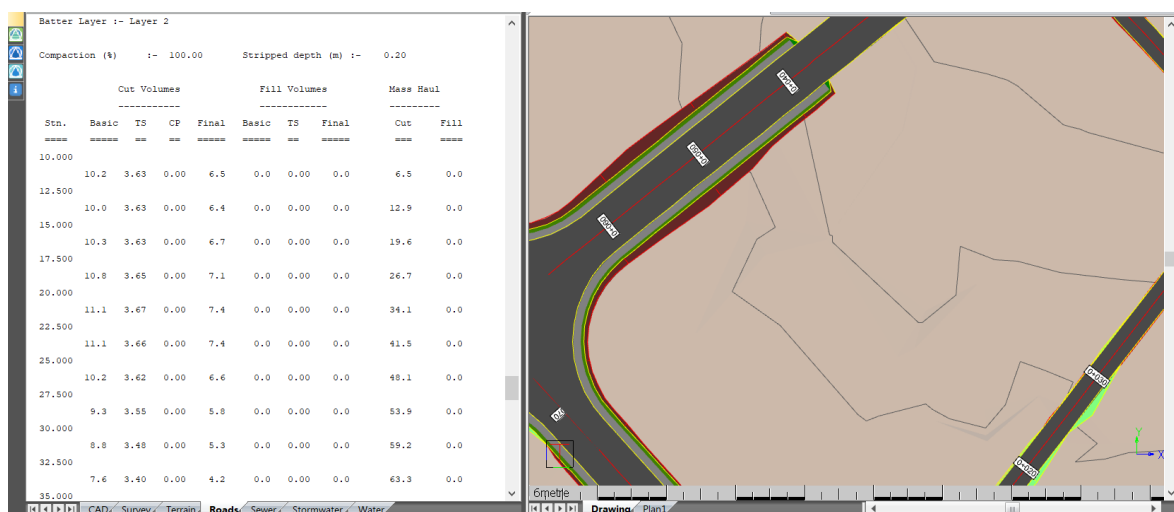 Batter Layer :- Layer 2
Compaction (%) :- 100.00 Stripped depth (m) :- 0.20
Cut Volumes Fill Volumes Mass Haul
----------- ------------ ---------
Stn. Basic TS CP Final Basic TS Final Cut Fill
==== ===== == == ===== ===== == ===== === ====
10.000
10.2 3.63 0.00 6.5 0.0 0.00 0.0 6.5 0.0
12.500
10.0 3.63 0.00 6.4 0.0 0.00 0.0 12.9 0.0
15.000
10.3 3.63 0.00 6.7 0.0 0.00 0.0 19.6 0.0
17.500
10.8 3.65 0.00 7.1 0.0 0.00 0.0 26.7 0.0
20.000
11.1 3.67 0.00 7.4 0.0 0.00 0.0 34.1 0.0
22.500
11.1 3.66 0.00 7.4 0.0 0.00 0.0 41.5 0.0
25.000
10.2 3.62 0.00 6.6 0.0 0.00 0.0 48.1 0.0
27.500
9.3 3.55 0.00 5.8 0.0 0.00 0.0 53.9 0.0
30.000
8.8 3.48 0.00 5.3 0.0 0.00 0.0 59.2 0.0
32.500
7.6 3.40 0.00 4.2 0.0 0.00 0.0 63.3 0.0
35.000
CAD Survey Terrain Roads Sewer Stormwater Water
0+040
0+050
0+060
0+030
0+020
Y
X
6metre
Drawing Plan1